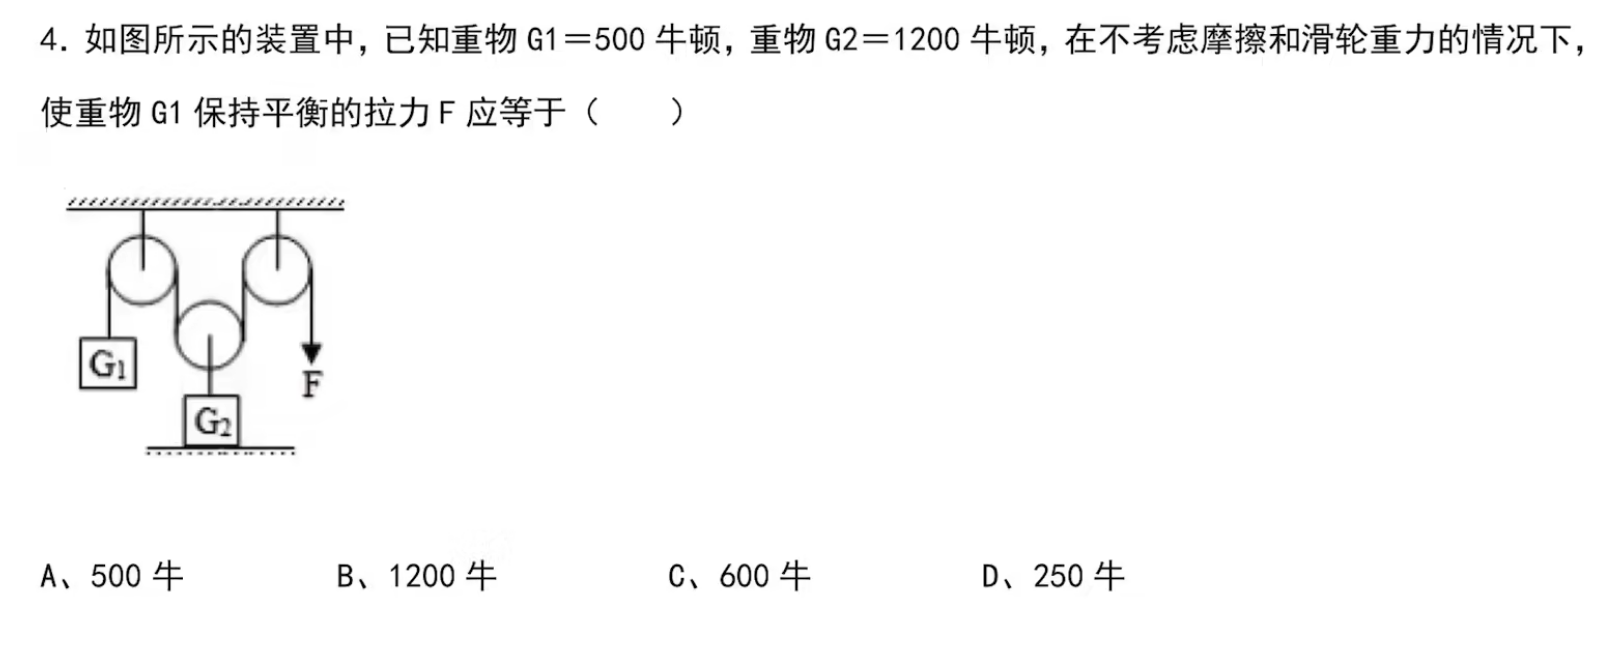 4. 如图所示的装置中，已知重物 G1＝500 牛顿，重物 G2＝1200 牛顿，在不考虑摩擦和滑轮重力的情况下，
使重物 G1 保持平衡的拉力 F 应等于（　　）
G1
F
G2
A、500 牛　　B、1200 牛　　C、600 牛　　D、250 牛